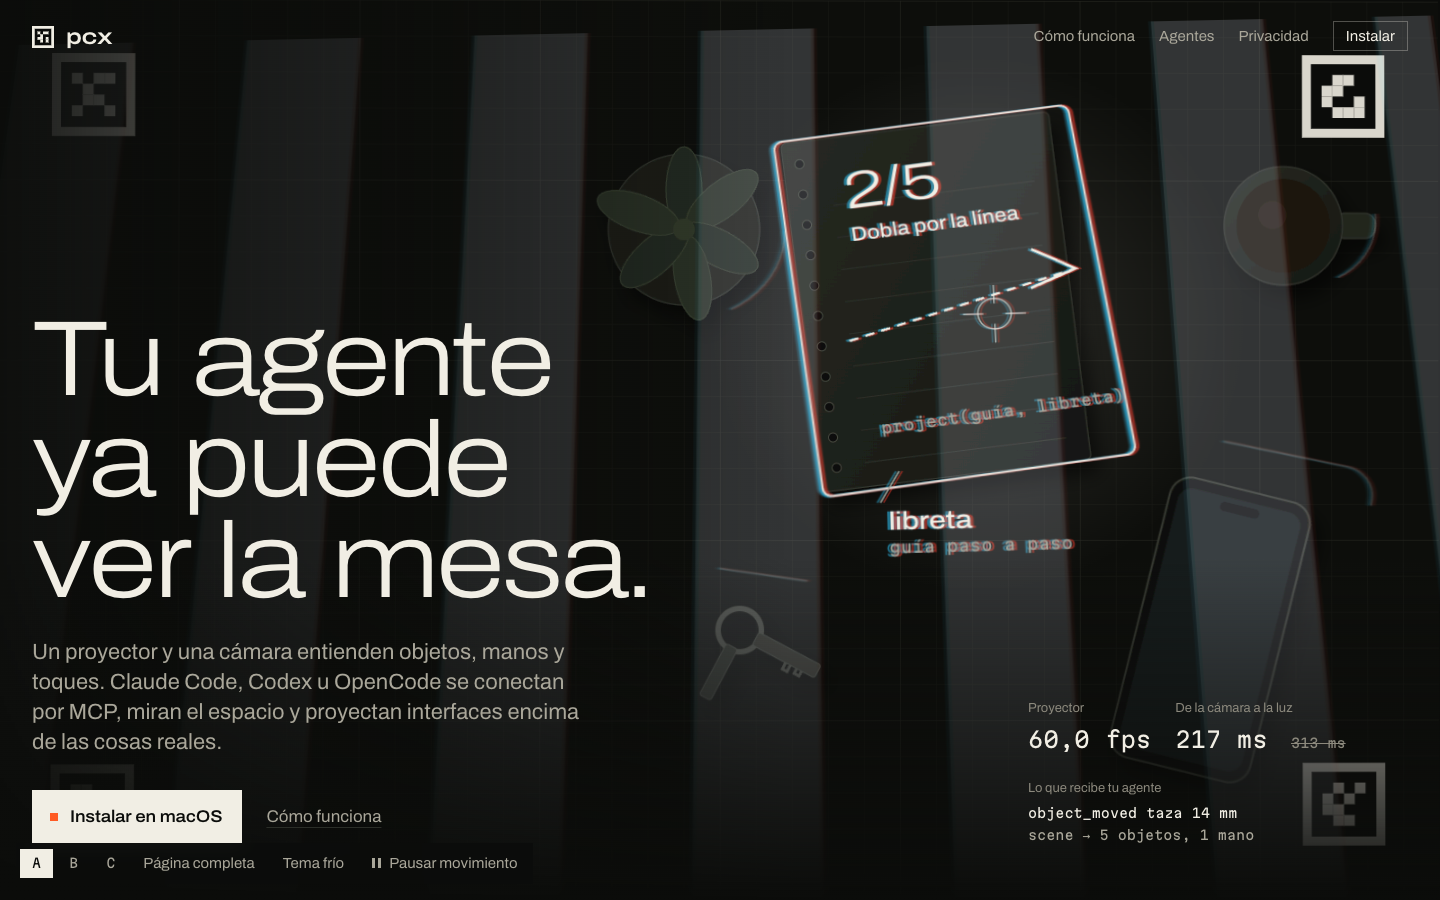 pcx
Cómo funciona
Agentes
Privacidad
Instalar
2/5
Dobla por la línea
project(guía, libreta)
libreta
guía paso a paso
Tu agente
ya puede
ver la mesa.
Un proyector y una cámara entienden objetos, manos y
toques. Claude Code, Codex u OpenCode se conectan
por MCP, miran el espacio y proyectan interfaces encima
de las cosas reales.
Instalar en macOS
Cómo funciona
Proyector
De la cámara a la luz
60,0 fps
217 ms
313 ms
Lo que recibe tu agente
object_moved taza 14 mm
scene → 5 objetos, 1 mano
A
B
C
Página completa
Tema frío
Pausar movimiento